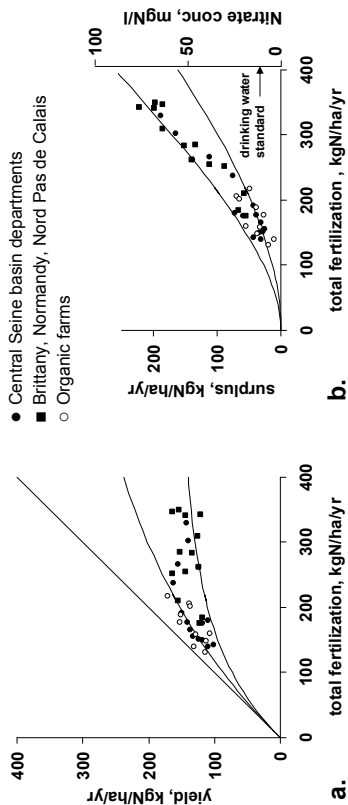 ● Central Seine basin departments
■ Brittany, Normandy, Nord Pas de Calais
○ Organic farms
400
300
200
100
0
yield, kgN/ha/yr
0
100
200
300
400
total fertilization, kgN/ha/yr
a.
200
100
0
surplus, kgN/ha/yr
0
100
200
300
400
total fertilization , kgN/ha/yr
100
50
0
Nitrate conc, mgN/l
drinking water
standard
b.